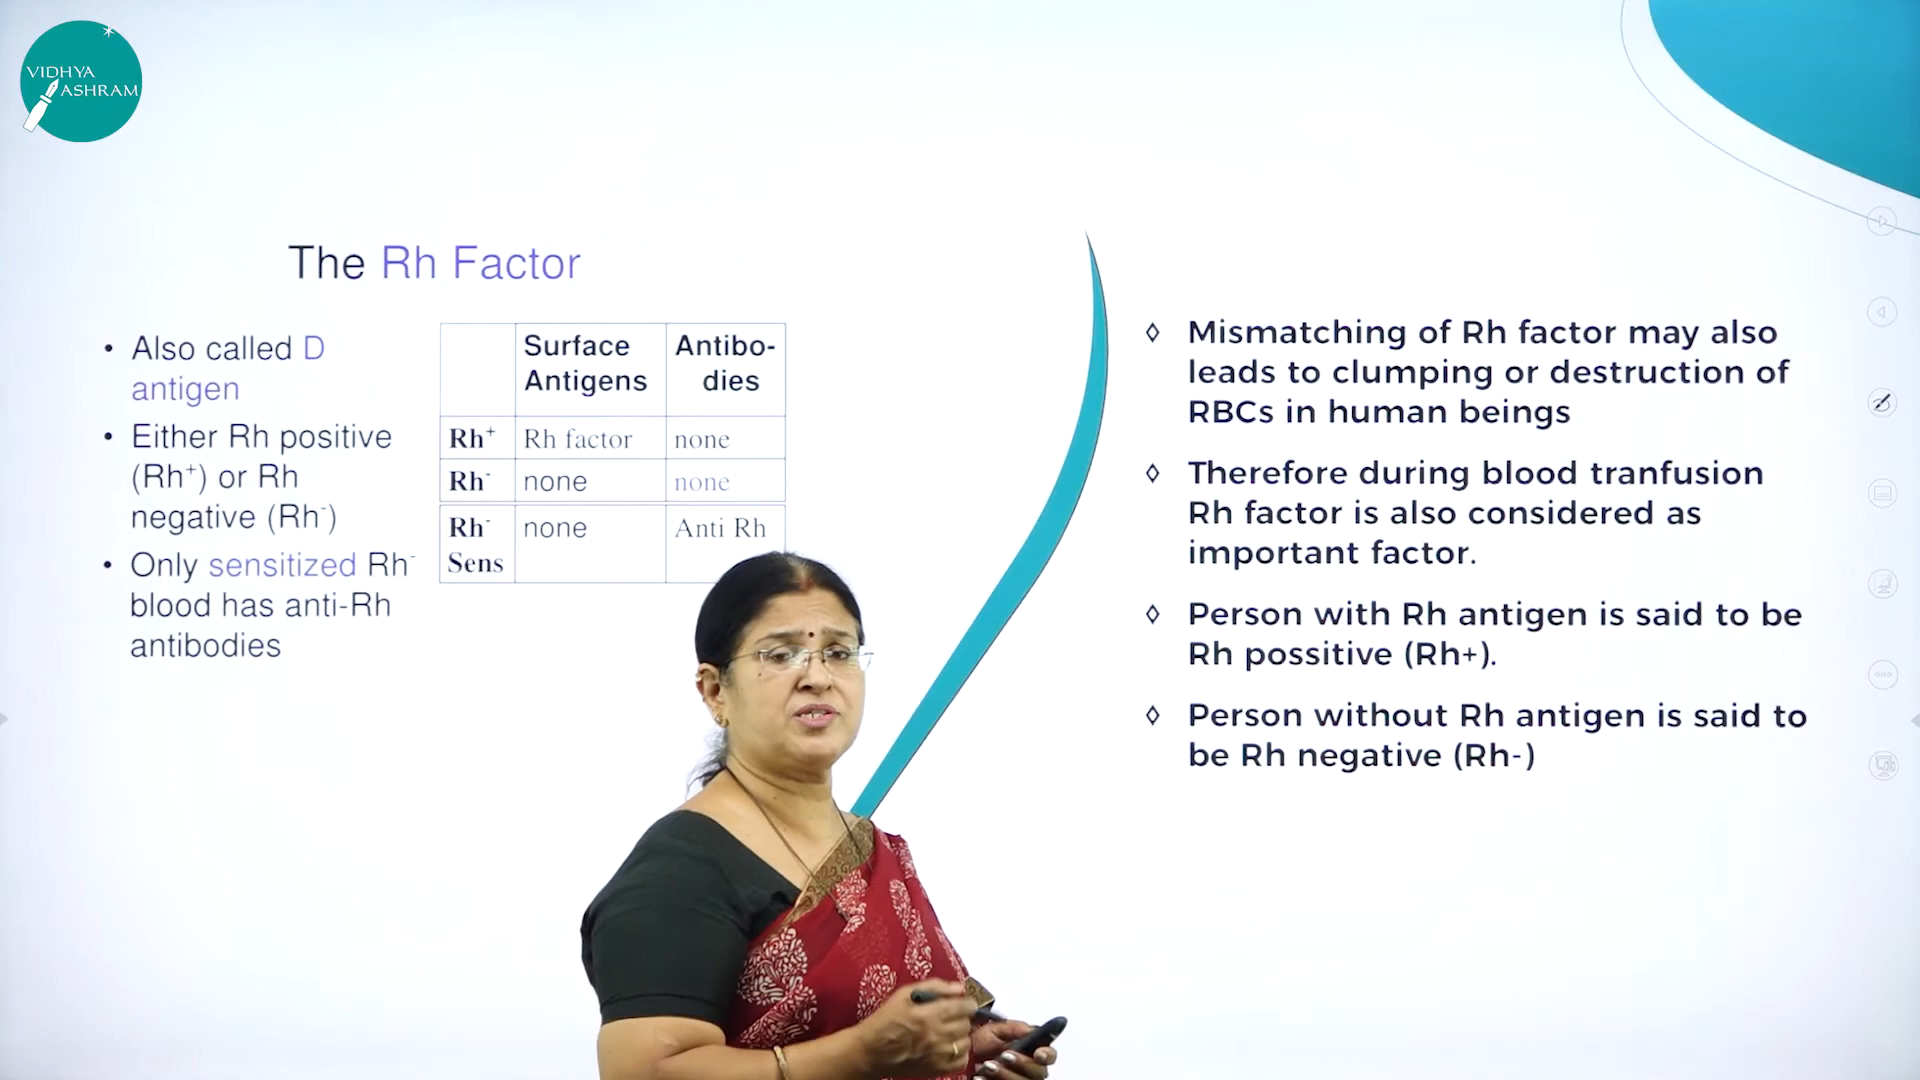 VIDHYA
ASHRAM
The Rh Factor
• Also called D
antigen
• Either Rh positive
(Rh⁺) or Rh
negative (Rh⁻)
• Only sensitized Rh⁻
blood has anti-Rh
antibodies
Surface Antigens Antibo-dies
Rh⁺ Rh factor none
Rh⁻ none none
Rh⁻ Sens none Anti Rh
◊ Mismatching of Rh factor may also
leads to clumping or destruction of
RBCs in human beings
◊ Therefore during blood tranfusion
Rh factor is also considered as
important factor.
◊ Person with Rh antigen is said to be
Rh possitive (Rh+).
◊ Person without Rh antigen is said to
be Rh negative (Rh-)